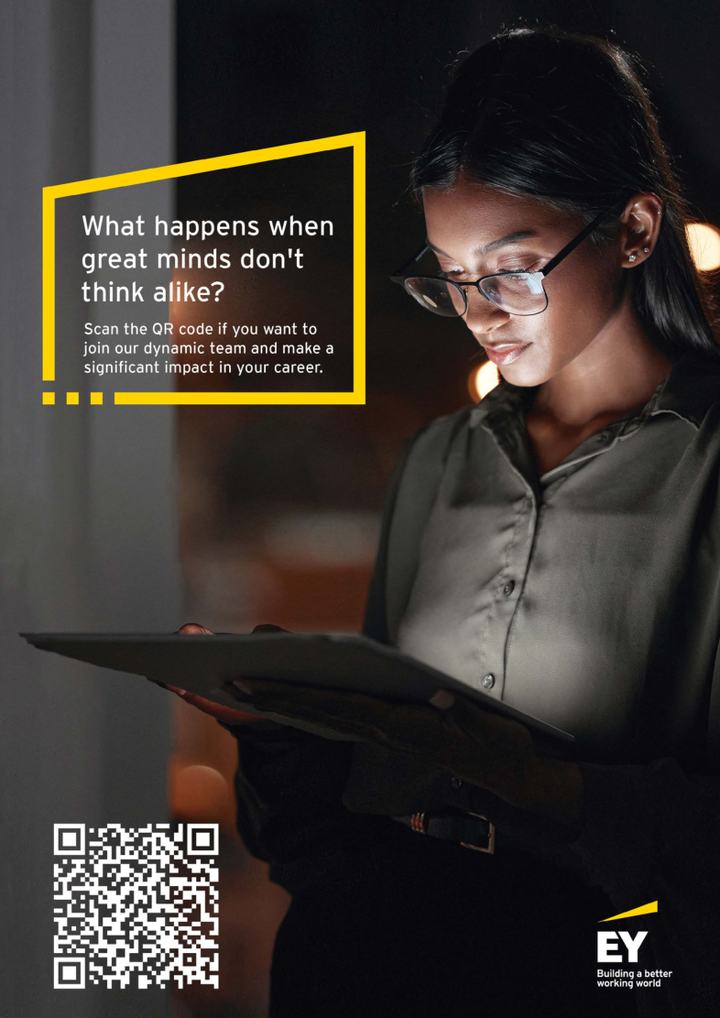 What happens when
great minds don't
think alike?
Scan the QR code if you want to
join our dynamic team and make a
significant impact in your career.
EY
Building a better
working world